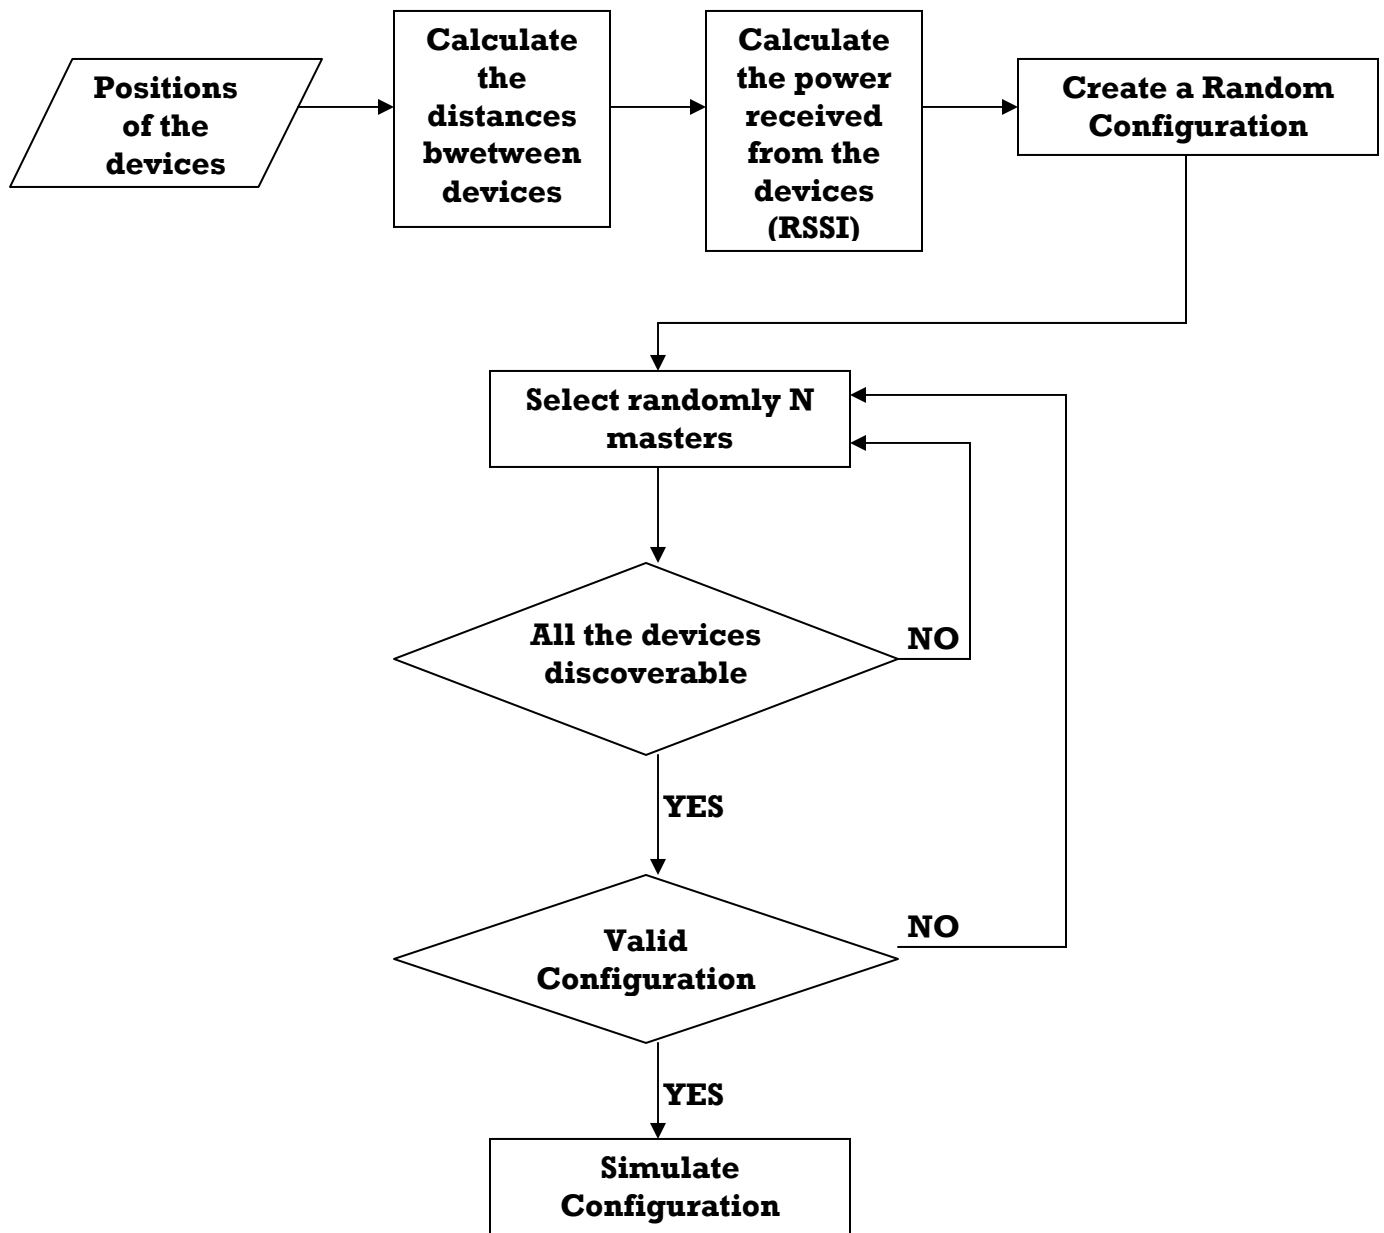 Positions
of the
devices
Calculate
the
distances
bwetween
devices
Calculate
the power
received
from the
devices
(RSSI)
Create a Random
Configuration
Select randomly N
masters
All the devices
discoverable
NO
YES
Valid
Configuration
NO
YES
Simulate
Configuration